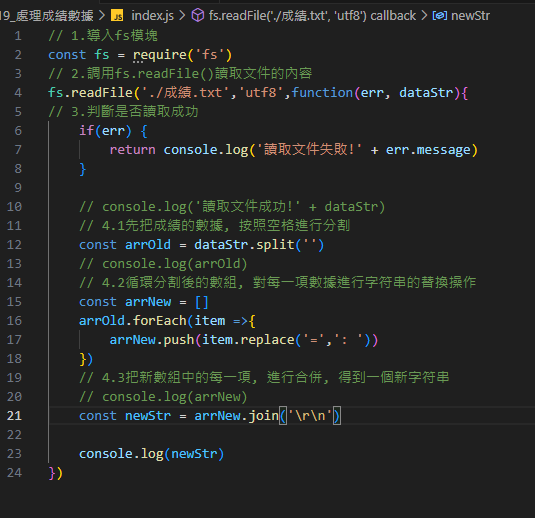 19_處理成績數據 > JS index.js > fs.readFile('./成績.txt', 'utf8') callback > newStr
1 // 1.導入fs模塊
2 const fs = require('fs')
3 // 2.調用fs.readFile()讀取文件的內容
4 fs.readFile('./成績.txt','utf8',function(err, dataStr){
5 // 3.判斷是否讀取成功
6 if(err) {
7 return console.log('讀取文件失敗!' + err.message)
8 }
9
10 // console.log('讀取文件成功!' + dataStr)
11 // 4.1先把成績的數據, 按照空格進行分割
12 const arrOld = dataStr.split('')
13 // console.log(arrOld)
14 // 4.2循環分割後的數組, 對每一項數據進行字符串的替換操作
15 const arrNew = []
16 arrOld.forEach(item =>{
17 arrNew.push(item.replace('=',': '))
18 })
19 // 4.3把新數組中的每一項, 進行合併, 得到一個新字符串
20 // console.log(arrNew)
21 const newStr = arrNew.join('\r\n')
22
23 console.log(newStr)
24 })